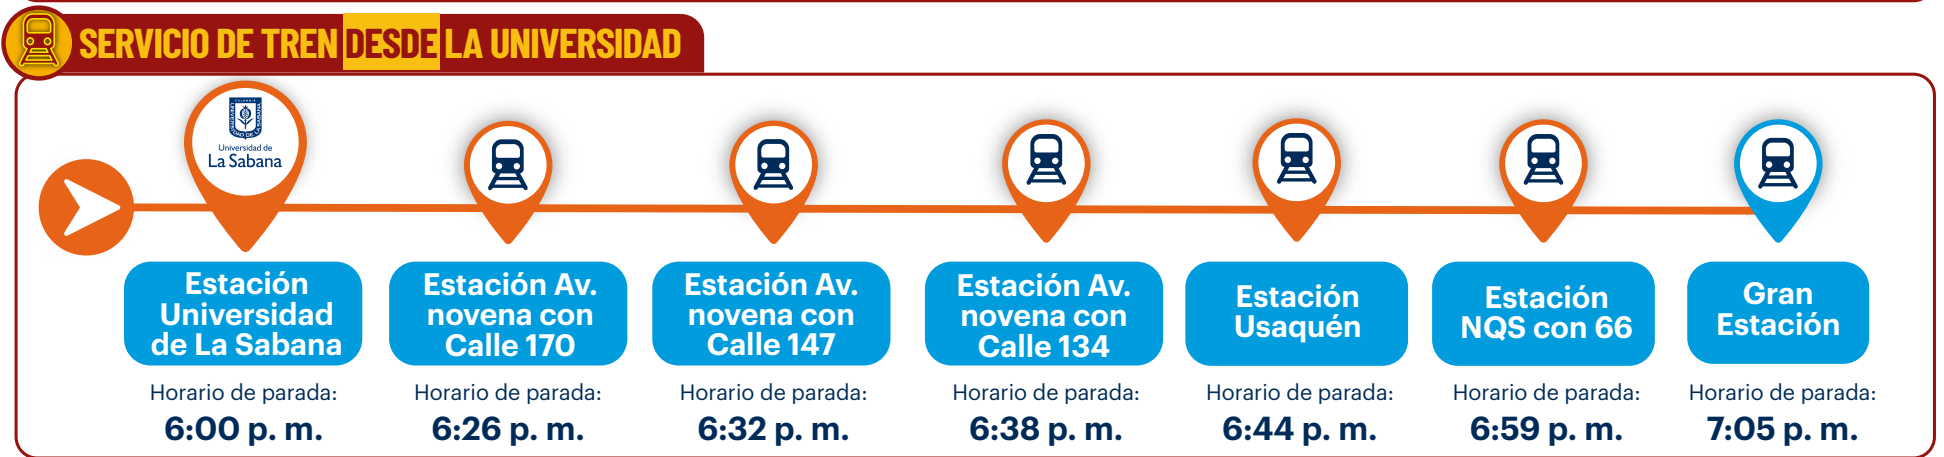 SERVICIO DE TREN DESDE LA UNIVERSIDAD
Universidad de
La Sabana
Estación
Universidad
de La Sabana
Horario de parada:
6:00 p. m.
Estación Av.
novena con
Calle 170
Horario de parada:
6:26 p. m.
Estación Av.
novena con
Calle 147
Horario de parada:
6:32 p. m.
Estación Av.
novena con
Calle 134
Horario de parada:
6:38 p. m.
Estación
Usaquén
Horario de parada:
6:44 p. m.
Estación
NQS con 66
Horario de parada:
6:59 p. m.
Gran
Estación
Horario de parada:
7:05 p. m.